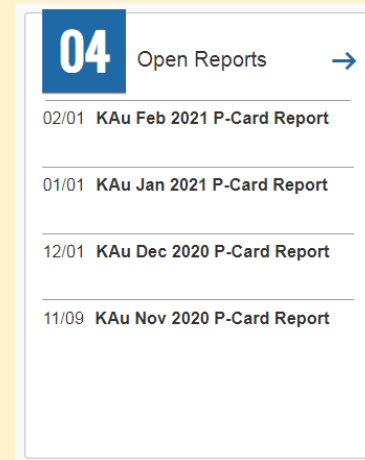 04 Open Reports →
02/01 KAu Feb 2021 P-Card Report
01/01 KAu Jan 2021 P-Card Report
12/01 KAu Dec 2020 P-Card Report
11/09 KAu Nov 2020 P-Card Report